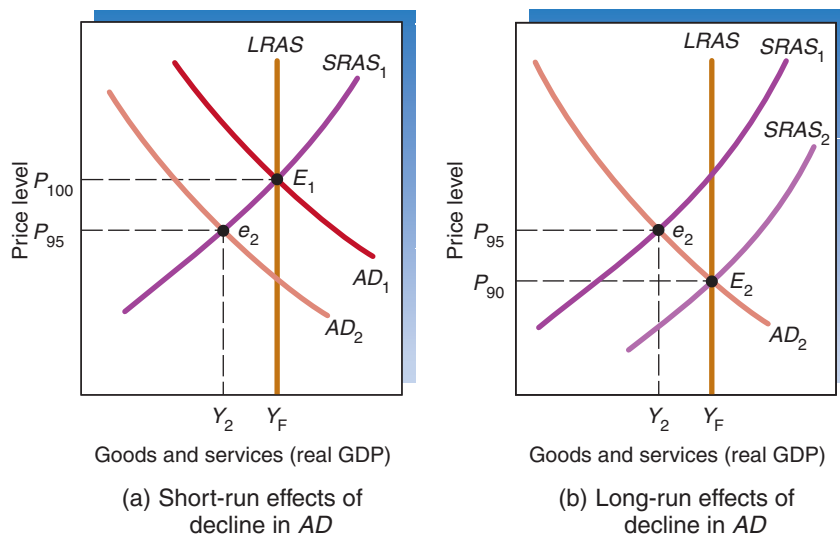 LRAS
SRAS1
Price level
P100
E1
P95
e2
AD1
AD2
Y2 YF
Goods and services (real GDP)
(a) Short-run effects of
decline in AD
LRAS
SRAS1
SRAS2
Price level
P95
e2
P90
E2
AD2
Y2 YF
Goods and services (real GDP)
(b) Long-run effects of
decline in AD